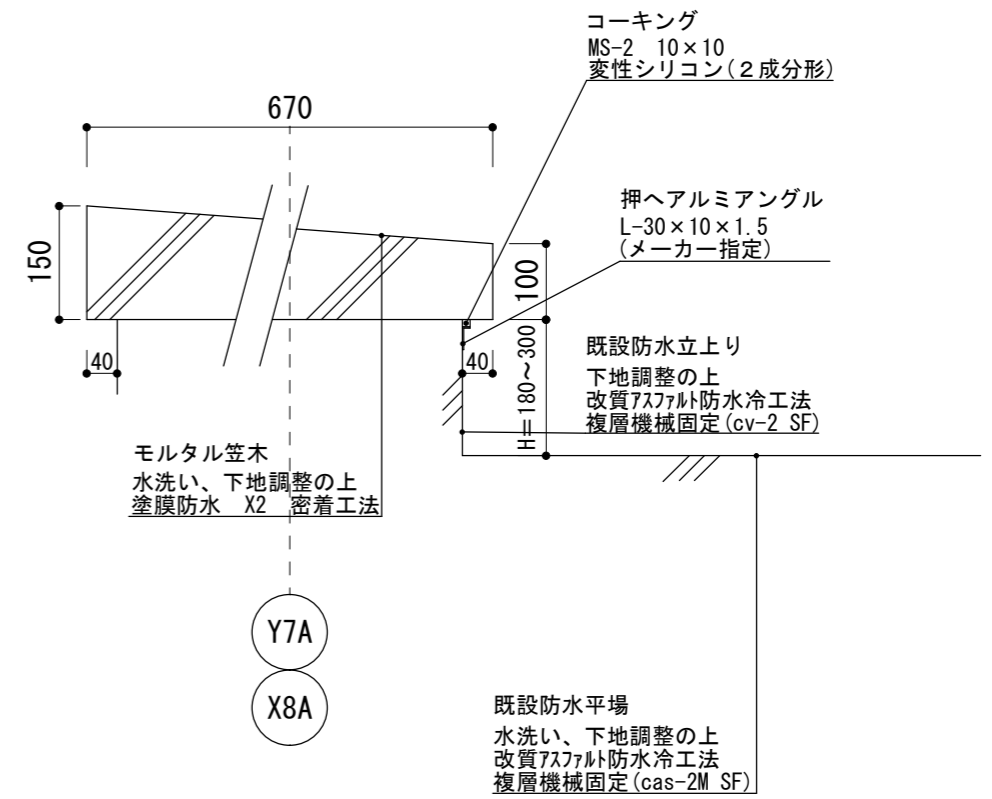 コーキング
MS-2 10×10
変性シリコン(２成分形)
670
押へアルミアングル
L-30×10×1.5
(メーカー指定)
150
100
40
40
H＝180～300
既設防水立上り
下地調整の上
改質ｱｽﾌｧﾙﾄ防水冷工法
複層機械固定(cv-2 SF)
モルタル笠木
水洗い、下地調整の上
塗膜防水 X2 密着工法
Y7A
X8A
既設防水平場
水洗い、下地調整の上
改質ｱｽﾌｧﾙﾄ防水冷工法
複層機械固定(cas-2M SF)